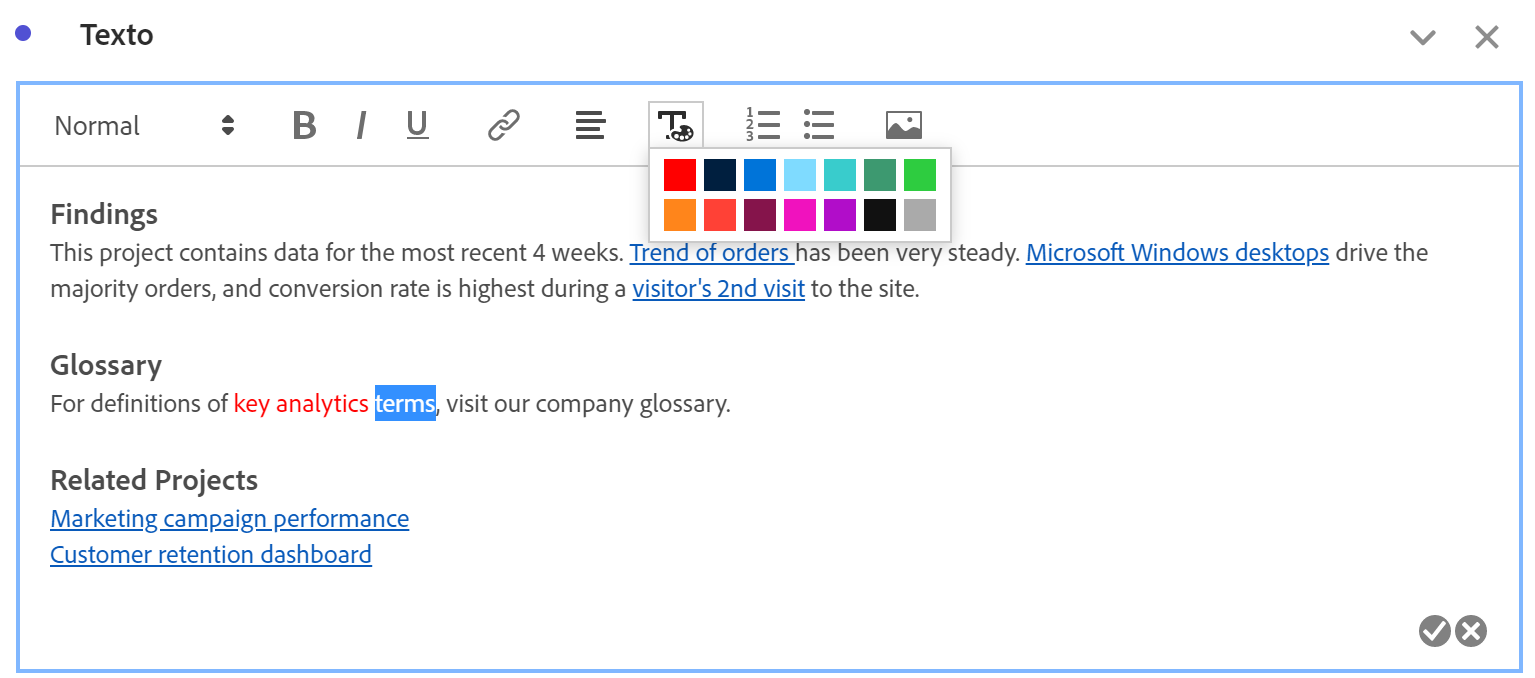 Texto
Normal B I U
Findings
This project contains data for the most recent 4 weeks. Trend of orders has been very steady. Microsoft Windows desktops drive the
majority orders, and conversion rate is highest during a visitor's 2nd visit to the site.
Glossary
For definitions of key analytics terms, visit our company glossary.
Related Projects
Marketing campaign performance
Customer retention dashboard